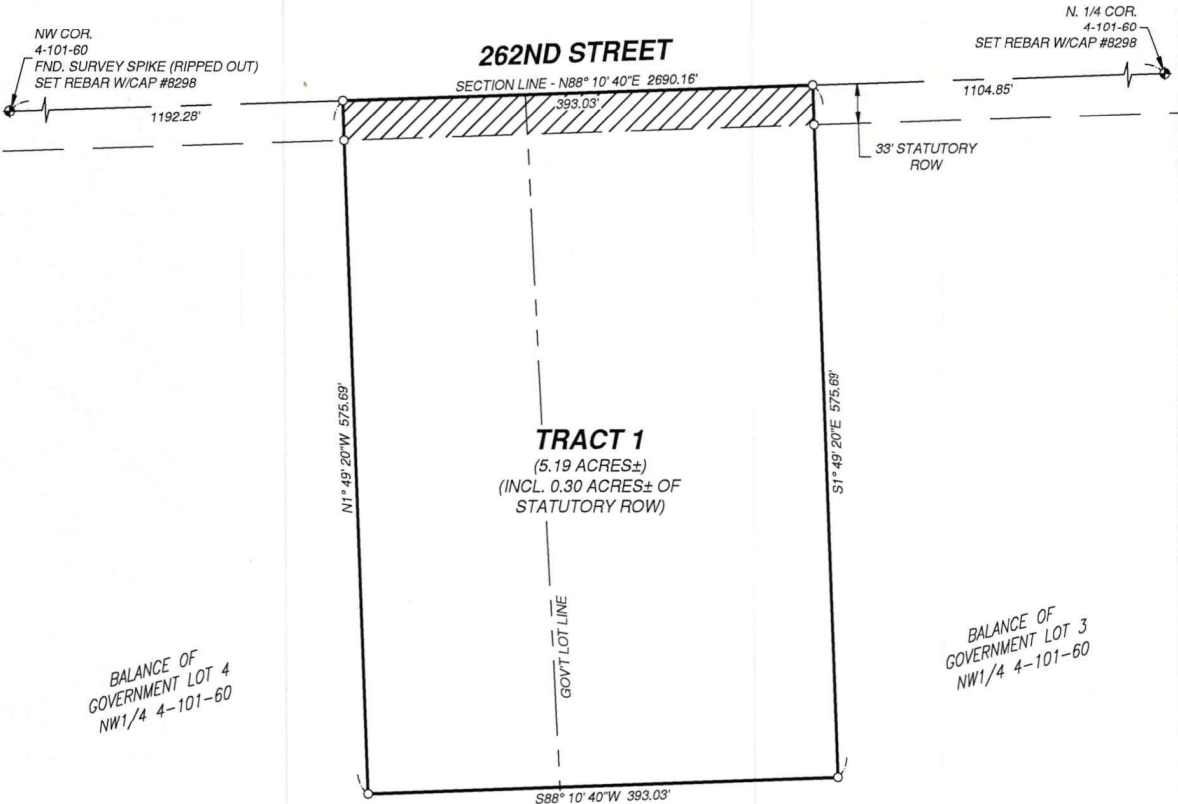 NW COR.
4-101-60
FND. SURVEY SPIKE (RIPPED OUT)
SET REBAR W/CAP #8298
1192.28'
262ND STREET
SECTION LINE - N88° 10' 40"E 2690.16'
393.03'
N. 1/4 COR.
4-101-60
SET REBAR W/CAP #8298
1104.85'
33' STATUTORY
ROW
N1° 49' 20"W 575.69'
TRACT 1
(5.19 ACRES±)
(INCL. 0.30 ACRES± OF
STATUTORY ROW)
S1° 49' 20"E 575.69'
GOV'T LOT LINE
BALANCE OF
GOVERNMENT LOT 4
NW1/4 4-101-60
BALANCE OF
GOVERNMENT LOT 3
NW1/4 4-101-60
S88° 10' 40"W 393.03'